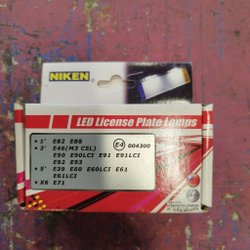 NIKEN
LED License Plate Lamps
• 1' E82 E88
• 3' E46(M3 CSL) E4 004300
E90 E90LCI E91 E91LCI
E92 E93
• 5' E39 E60 E60LCI E61
E61LCI
• X6 E71